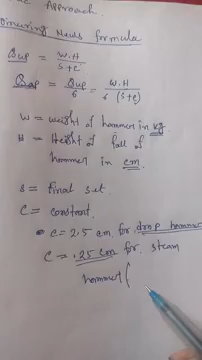 Approach.
Engineering News formula
Qup = W.H / S+C
Qap = Qup / 6 = W.H / 6 (S+C)
W = weight of hammer in kg
H = Height of fall of
hammer in cm.
S = final set.
C = constant.
• C = 2.5 cm for drop hammer
C = .25 cm for steam
hammer (